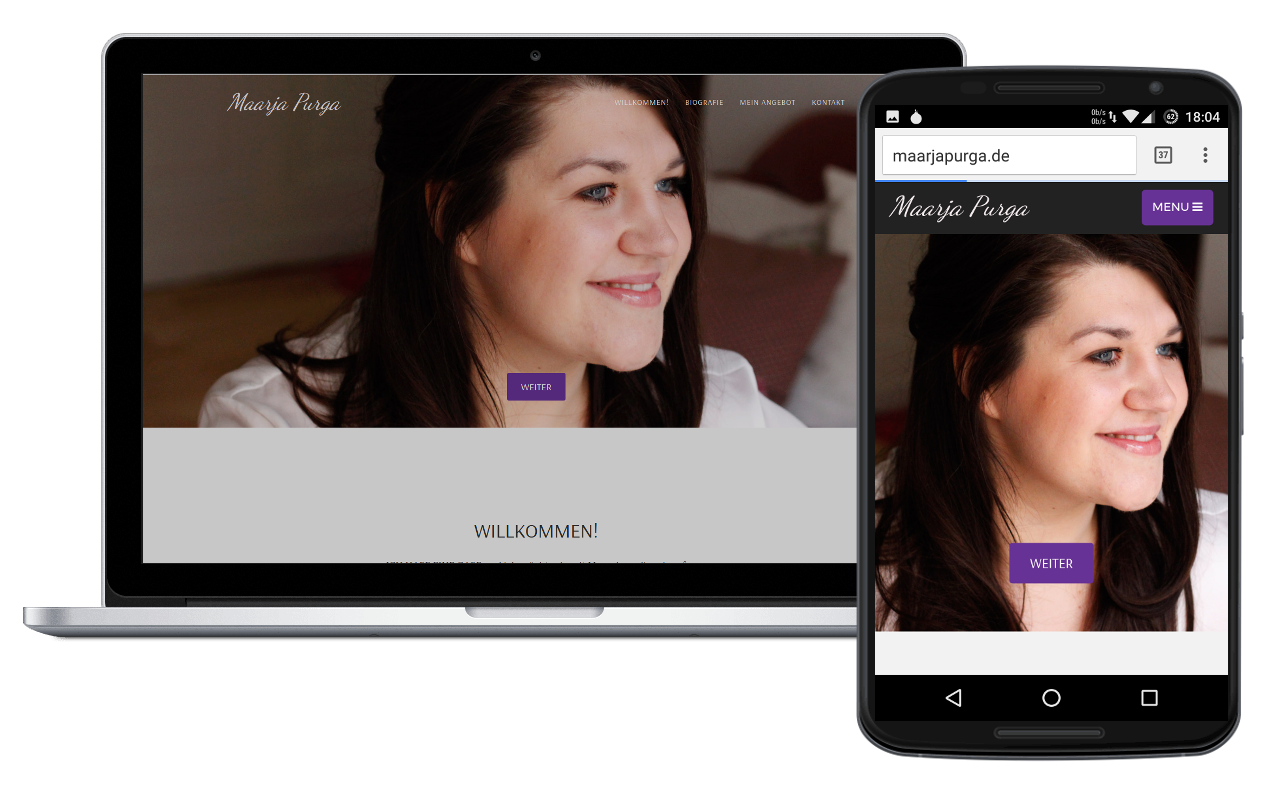 Maarja Purga
WILLKOMMEN! BIOGRAFIE MEIN ANGEBOT KONTAKT
WEITER
WILLKOMMEN!
0b/s
0b/s
62
18:04
maarjapurga.de
37
Maarja Purga
MENU
WEITER